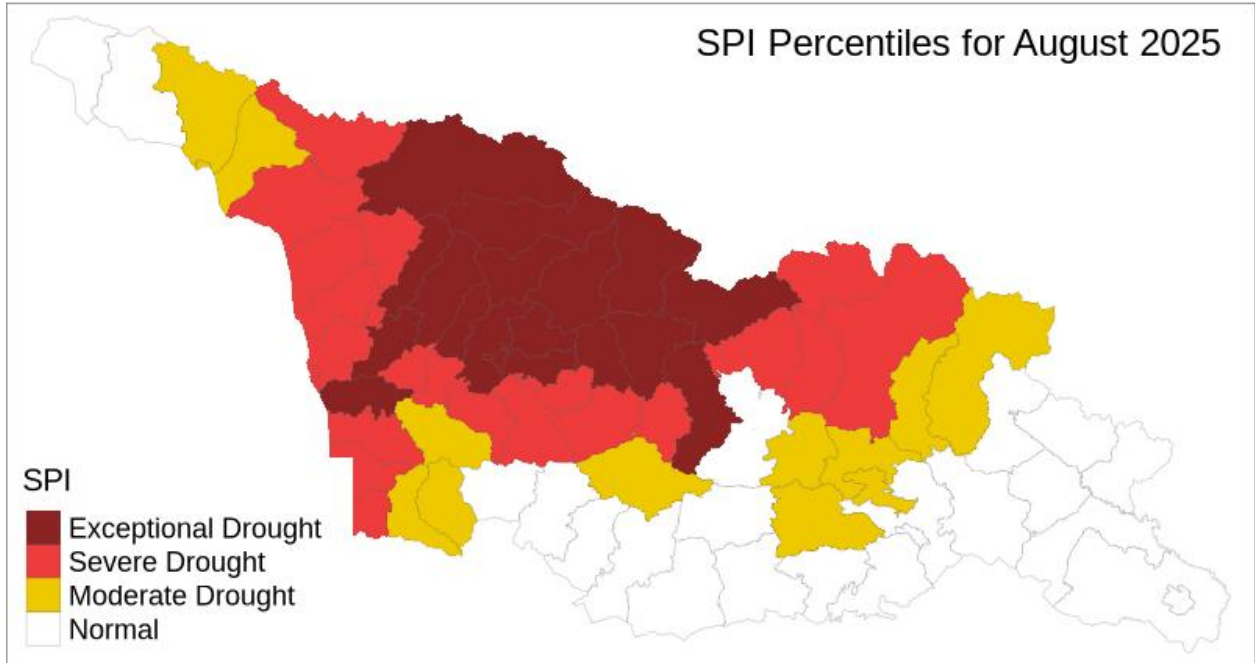 SPI Percentiles for August 2025
SPI
Exceptional Drought
Severe Drought
Moderate Drought
Normal